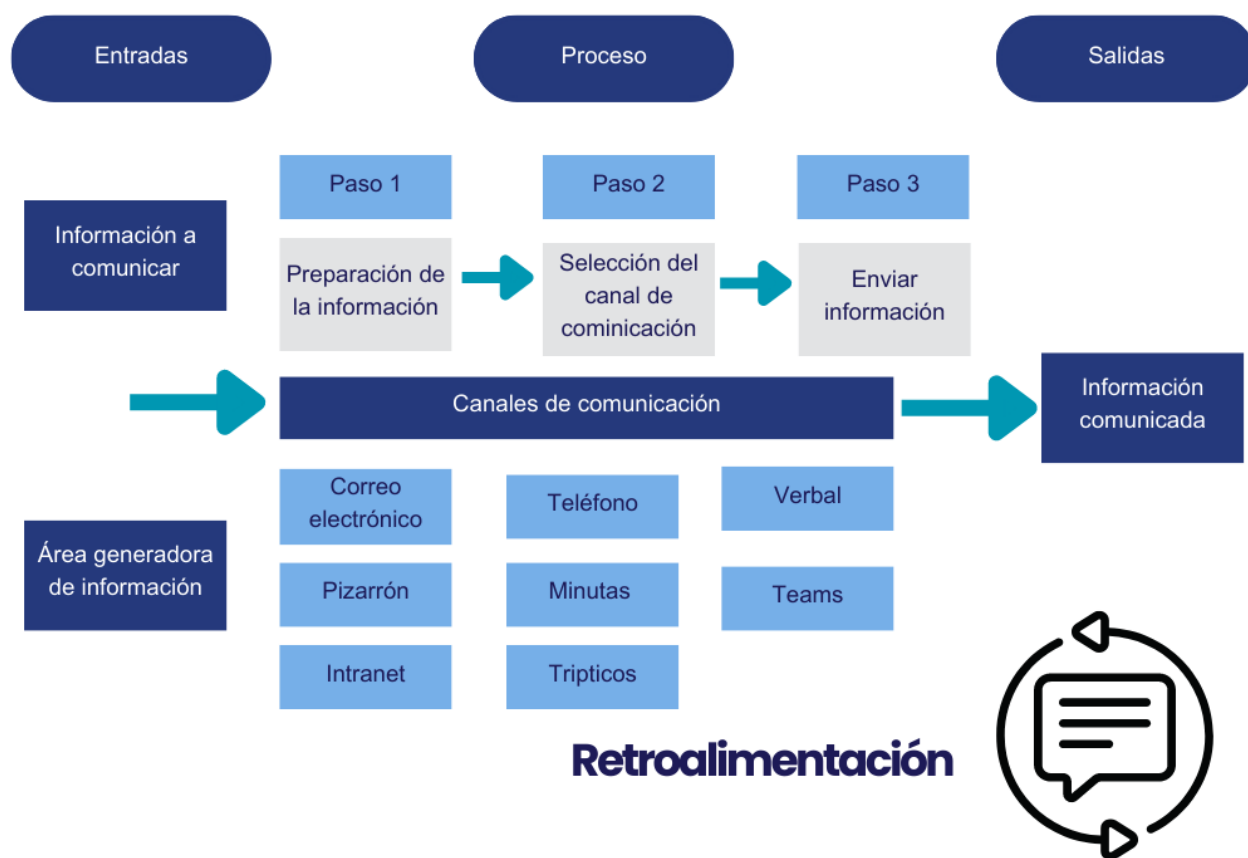 Entradas
Proceso
Salidas
Paso 1
Paso 2
Paso 3
Información a
comunicar
Preparación de
la información
Selección del
canal de
cominicación
Enviar
información
Canales de comunicación
Información
comunicada
Correo
electrónico
Teléfono
Verbal
Área generadora
de información
Pizarrón
Minutas
Teams
Intranet
Tripticos
Retroalimentación